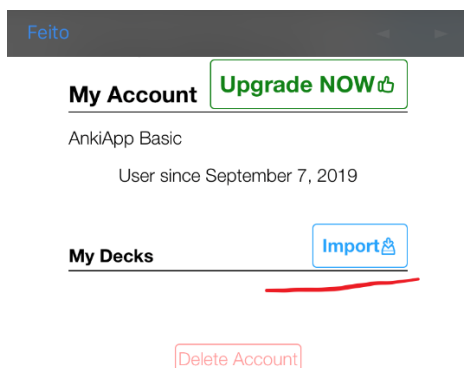 Feito
My Account Upgrade NOW
AnkiApp Basic
User since September 7, 2019
My Decks Import
Delete Account